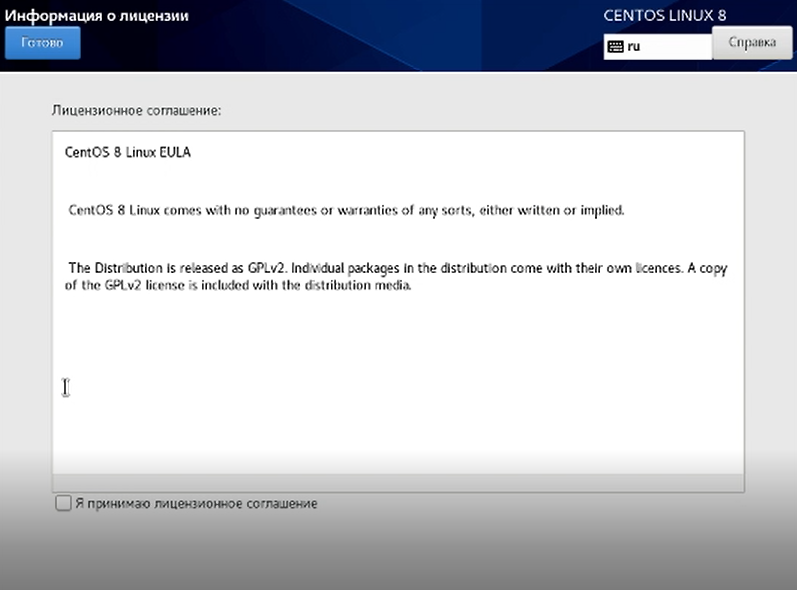 Информация о лицензии
CENTOS LINUX 8
Готово
ru
Справка
Лицензионное соглашение:
CentOS 8 Linux EULA
CentOS 8 Linux comes with no guarantees or warranties of any sorts, either written or implied.
The Distribution is released as GPLv2. Individual packages in the distribution come with their own licences. A copy
of the GPLv2 license is included with the distribution media.
Я принимаю лицензионное соглашение